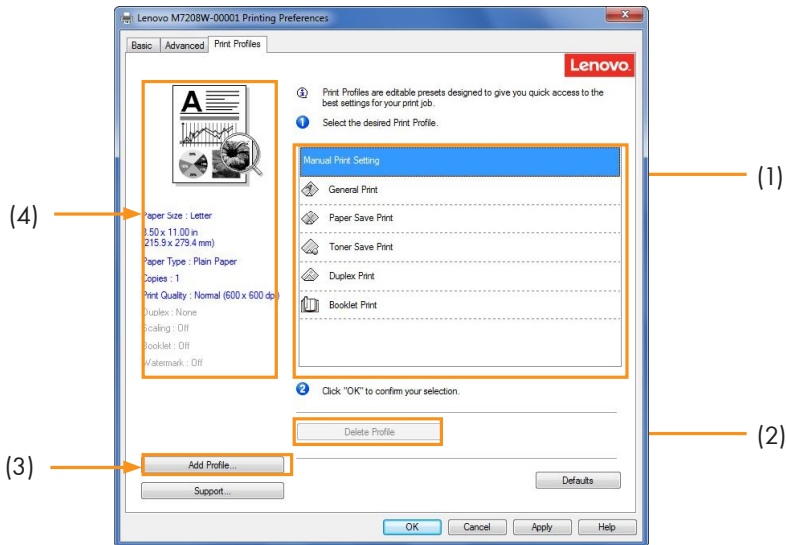 Lenovo M7208W-00001 Printing Preferences
Basic Advanced Print Profiles
Lenovo.
Print Profiles are editable presets designed to give you quick access to the
best settings for your print job.
1 Select the desired Print Profile.
A
Manual Print Setting
General Print
Paper Save Print
Toner Save Print
Duplex Print
Booklet Print
(1)
(4)
Paper Size : Letter
8.50 x 11.00 in
(215.9 x 279.4 mm)
Paper Type : Plain Paper
Copies : 1
Print Quality : Normal (600 x 600 dpi)
Duplex : None
Scaling : Off
Booklet : Off
Watermark : Off
2 Click "OK" to confirm your selection.
Delete Profile
(2)
(3)
Add Profile...
Support...
Defaults
OK Cancel Apply Help